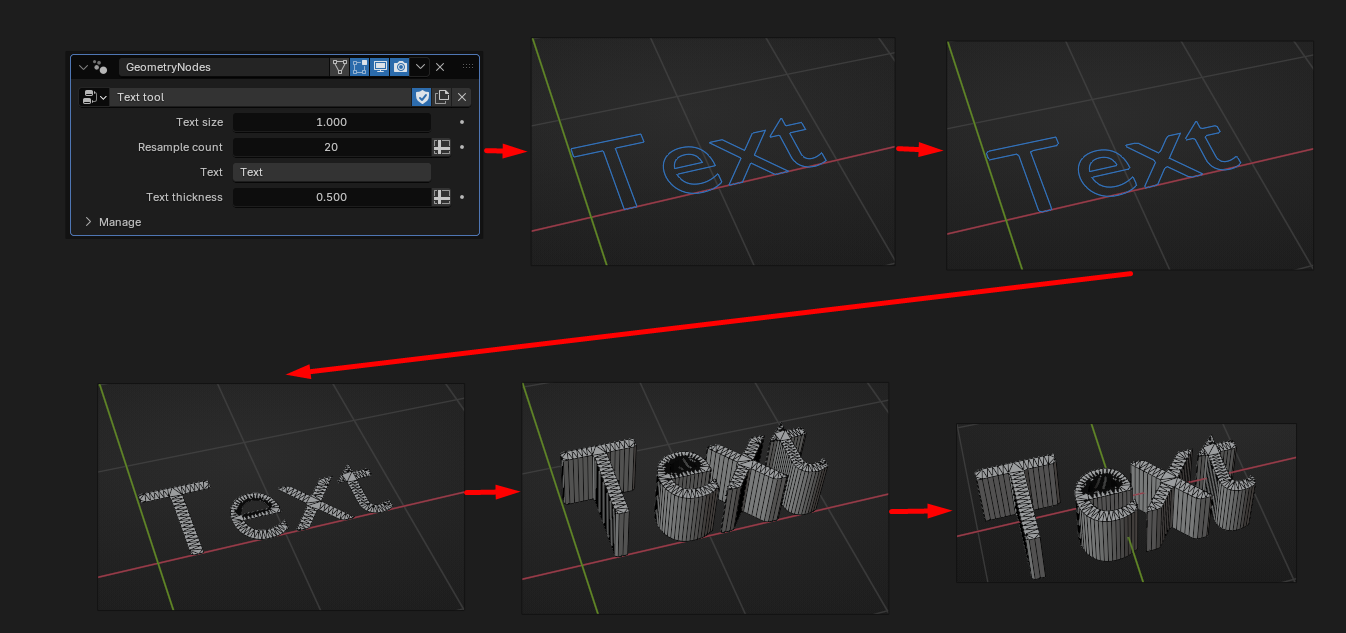 GeometryNodes
Text tool
Text size 1.000
Resample count 20
Text Text
Text thickness 0.500
Manage
Text
Text
Text
Text
Text